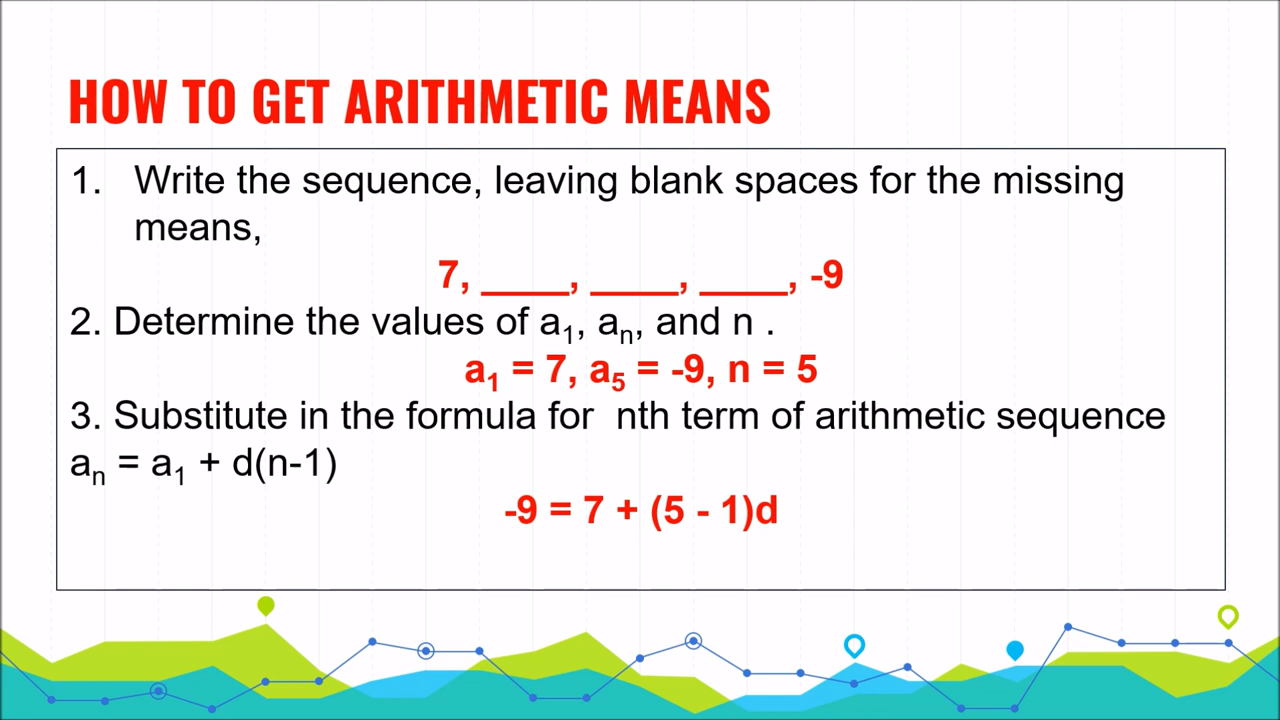 HOW TO GET ARITHMETIC MEANS
1. Write the sequence, leaving blank spaces for the missing
means,
7, ____, ____, ____, -9
2. Determine the values of a₁, aₙ, and n .
a₁ = 7, a₅ = -9, n = 5
3. Substitute in the formula for nth term of arithmetic sequence
aₙ = a₁ + d(n-1)
-9 = 7 + (5 - 1)d